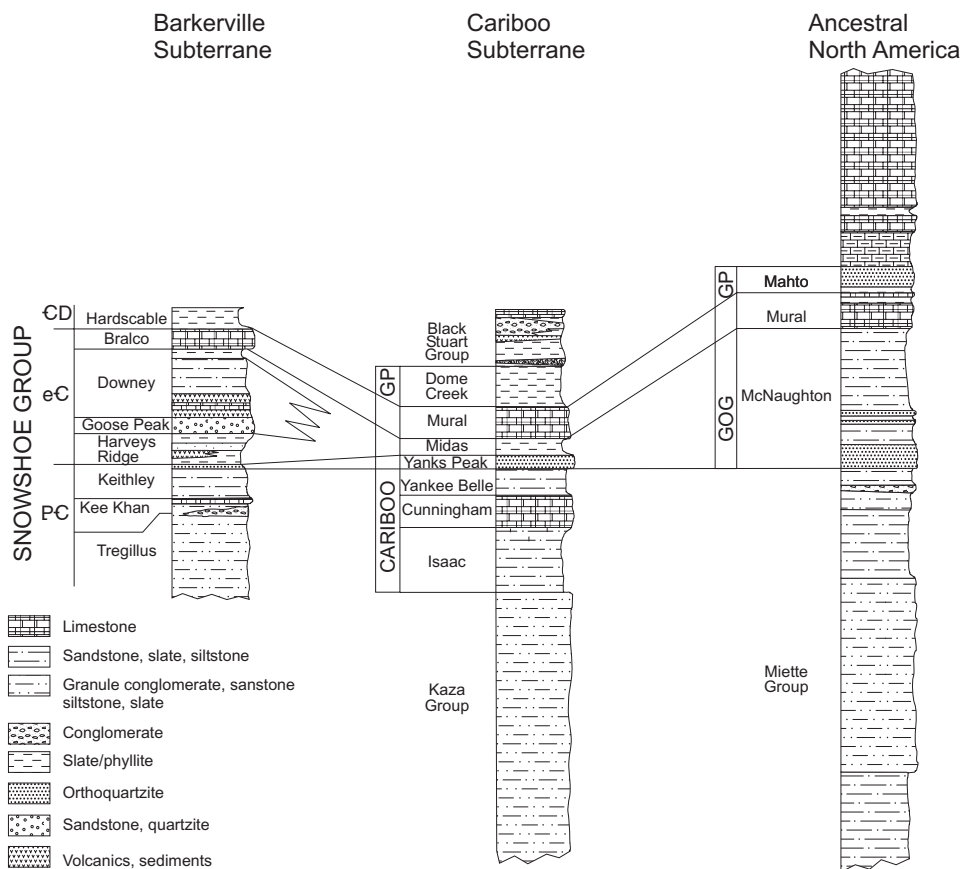 Barkerville
Subterrane
Cariboo
Subterrane
Ancestral
North America
SNOWSHOE GROUP
ЄD
eЄ
PЄ
Hardscable
Bralco
Downey
Goose Peak
Harveys
Ridge
Keithley
Kee Khan
Tregillus
Black
Stuart
Group
GP
Dome
Creek
Mural
Midas
Yanks Peak
CARIBOO
Yankee Belle
Cunningham
Isaac
Kaza
Group
GP
GOG
Mahto
Mural
McNaughton
Miette
Group
Limestone
Sandstone, slate, siltstone
Granule conglomerate, sanstone
siltstone, slate
Conglomerate
Slate/phyllite
Orthoquartzite
Sandstone, quartzite
Volcanics, sediments